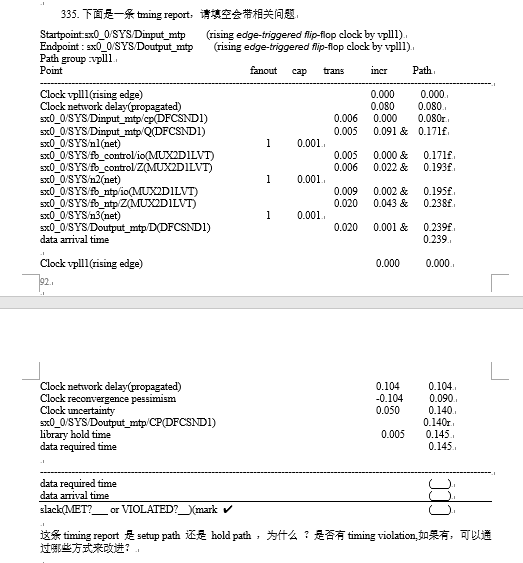 335. 下面是一条 tming report，请填空会带相关问题
Startpoint:sx0_0/SYS/Dinput_mtp (rising edge-triggered flip-flop clock by vpll1)
Endpoint : sx0_0/SYS/Doutput_mtp (rising edge-triggered flip-flop clock by vpll1)
Path group :vpll1
Point fanout cap trans incr Path
Clock vpll1(rising edge) 0.000 0.000
Clock network delay(propagated) 0.080 0.080
sx0_0/SYS/Dinput_mtp/cp(DFCSND1) 0.006 0.000 0.080r
sx0_0/SYS/Dinput_mtp/Q(DFCSND1) 0.005 0.091 & 0.171f
sx0_0/SYS/n1(net) 1 0.001
sx0_0/SYS/fb_control/io(MUX2D1LVT) 0.005 0.000 & 0.171f
sx0_0/SYS/fb_control/Z(MUX2D1LVT) 0.006 0.022 & 0.193f
sx0_0/SYS/n2(net) 1 0.001
sx0_0/SYS/fb_ntp/io(MUX2D1LVT) 0.009 0.002 & 0.195f
sx0_0/SYS/fb_ntp/Z(MUX2D1LVT) 0.020 0.043 & 0.238f
sx0_0/SYS/n3(net) 1 0.001
sx0_0/SYS/Doutput_mtp/D(DFCSND1) 0.020 0.001 & 0.239f
data arrival time 0.239
Clock vpll1(rising edge) 0.000 0.000
92
Clock network delay(propagated) 0.104 0.104
Clock reconvergence pessimism -0.104 0.090
Clock uncertainty 0.050 0.140
sx0_0/SYS/Doutput_mtp/CP(DFCSND1) 0.140r
library hold time 0.005 0.145
data required time 0.145
data required time (__)
data arrival time (__)
slack(MET?___ or VIOLATED?__)(mark ✔ (__)
这条 timing report 是 setup path 还是 hold path ，为什么 ？是否有 timing violation,如果有，可以通
过哪些方式来改进？